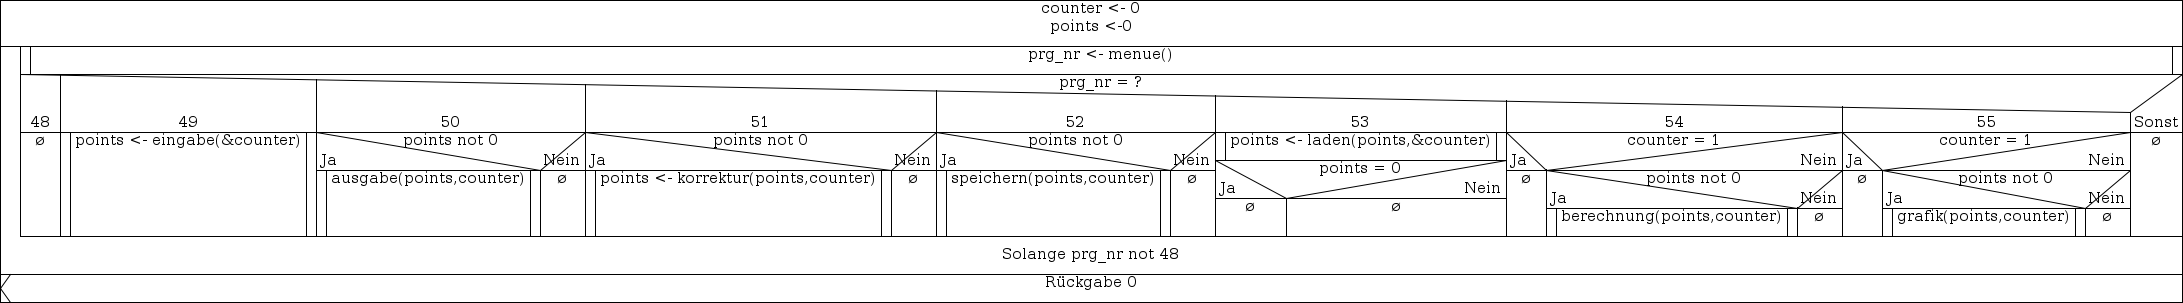 counter <- 0
points <-0
prg_nr <- menue()
prg_nr = ?
48 49 50 51 52 53 54 55 Sonst
ø points <- eingabe(&counter) points not 0 points not 0 points not 0 points <- laden(points,&counter) counter = 1 counter = 1 ø
Ja Nein Ja Nein Ja Nein points = 0 Ja Nein Ja Nein
ausgabe(points,counter) ø points <- korrektur(points,counter) ø speichern(points,counter) ø Ja Nein ø points not 0 ø points not 0
ø ø Ja Nein Ja Nein
berechnung(points,counter) ø grafik(points,counter) ø
Solange prg_nr not 48
Rückgabe 0